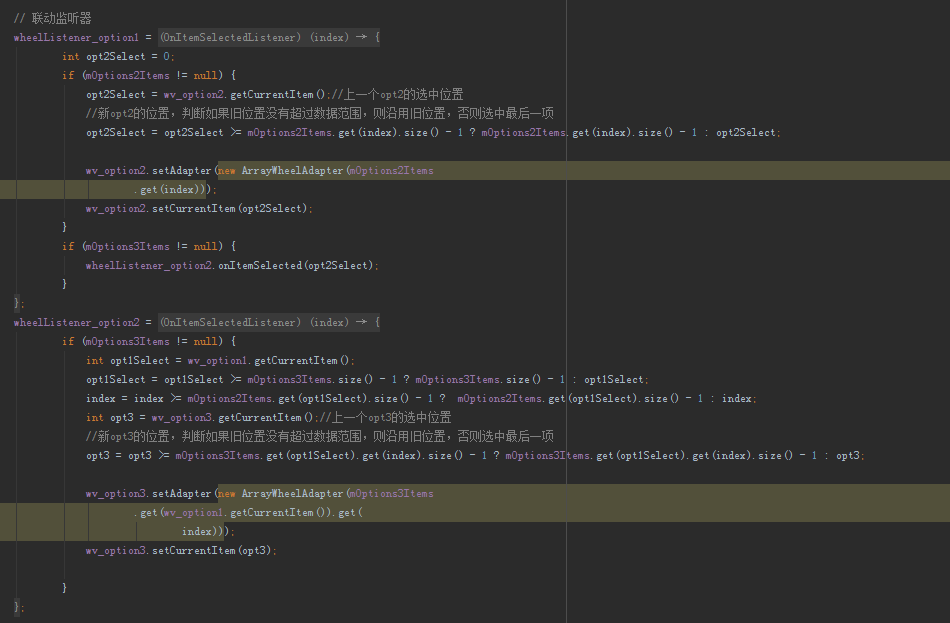 // 联动监听器
wheelListener_option1 = (OnItemSelectedListener) (index) → {
int opt2Select = 0;
if (mOptions2Items != null) {
opt2Select = wv_option2.getCurrentItem();//上一个opt2的选中位置
//新opt2的位置，判断如果旧位置没有超过数据范围，则沿用旧位置，否则选中最后一项
opt2Select = opt2Select >= mOptions2Items.get(index).size() - 1 ? mOptions2Items.get(index).size() - 1 : opt2Select;
wv_option2.setAdapter(new ArrayWheelAdapter(mOptions2Items
.get(index)));
wv_option2.setCurrentItem(opt2Select);
}
if (mOptions3Items != null) {
wheelListener_option2.onItemSelected(opt2Select);
}
};
wheelListener_option2 = (OnItemSelectedListener) (index) → {
if (mOptions3Items != null) {
int opt1Select = wv_option1.getCurrentItem();
opt1Select = opt1Select >= mOptions3Items.size() - 1 ? mOptions3Items.size() - 1 : opt1Select;
index = index >= mOptions2Items.get(opt1Select).size() - 1 ?  mOptions2Items.get(opt1Select).size() - 1 : index;
int opt3 = wv_option3.getCurrentItem();//上一个opt3的选中位置
//新opt3的位置，判断如果旧位置没有超过数据范围，则沿用旧位置，否则选中最后一项
opt3 = opt3 >= mOptions3Items.get(opt1Select).get(index).size() - 1 ? mOptions3Items.get(opt1Select).get(index).size() - 1 : opt3;
wv_option3.setAdapter(new ArrayWheelAdapter(mOptions3Items
.get(wv_option1.getCurrentItem()).get(
index)));
wv_option3.setCurrentItem(opt3);
}
};